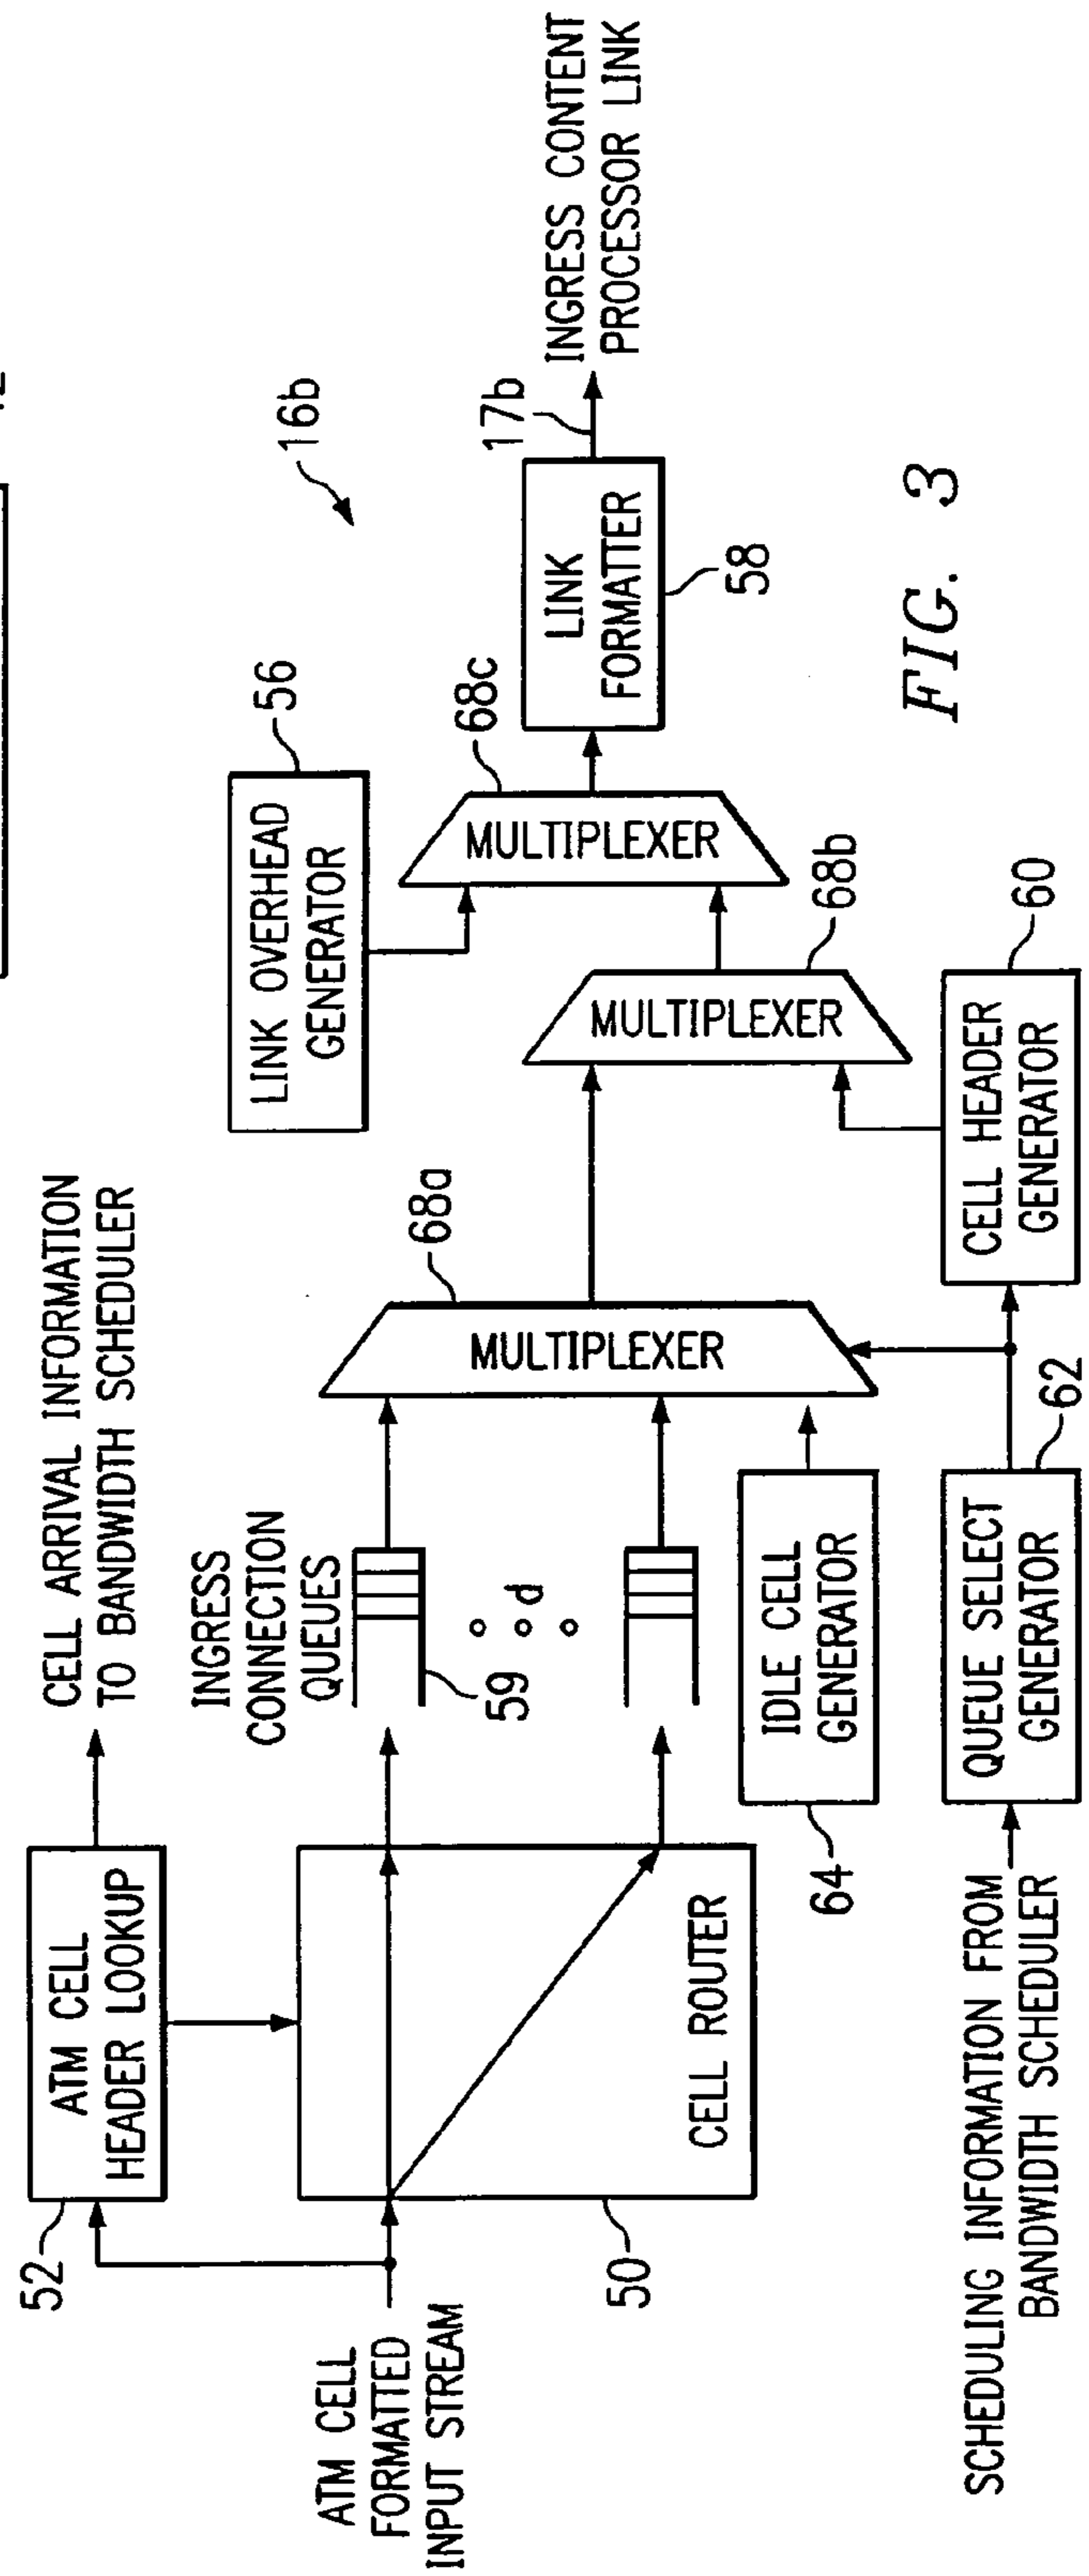 CELL ARRIVAL INFORMATION
TO BANDWIDTH SCHEDULER
52
ATM CELL
HEADER LOOKUP
ATM CELL
FORMATTED
INPUT STREAM
50
CELL ROUTER
INGRESS
CONNECTION
QUEUES
59
d
64
IDLE CELL
GENERATOR
SCHEDULING INFORMATION FROM
BANDWIDTH SCHEDULER
QUEUE SELECT
GENERATOR
62
MULTIPLEXER
68a
CELL HEADER
GENERATOR
60
MULTIPLEXER
68b
LINK OVERHEAD
GENERATOR
56
MULTIPLEXER
68c
LINK
FORMATTER
58
16b
17b
INGRESS CONTENT
PROCESSOR LINK
FIG. 3